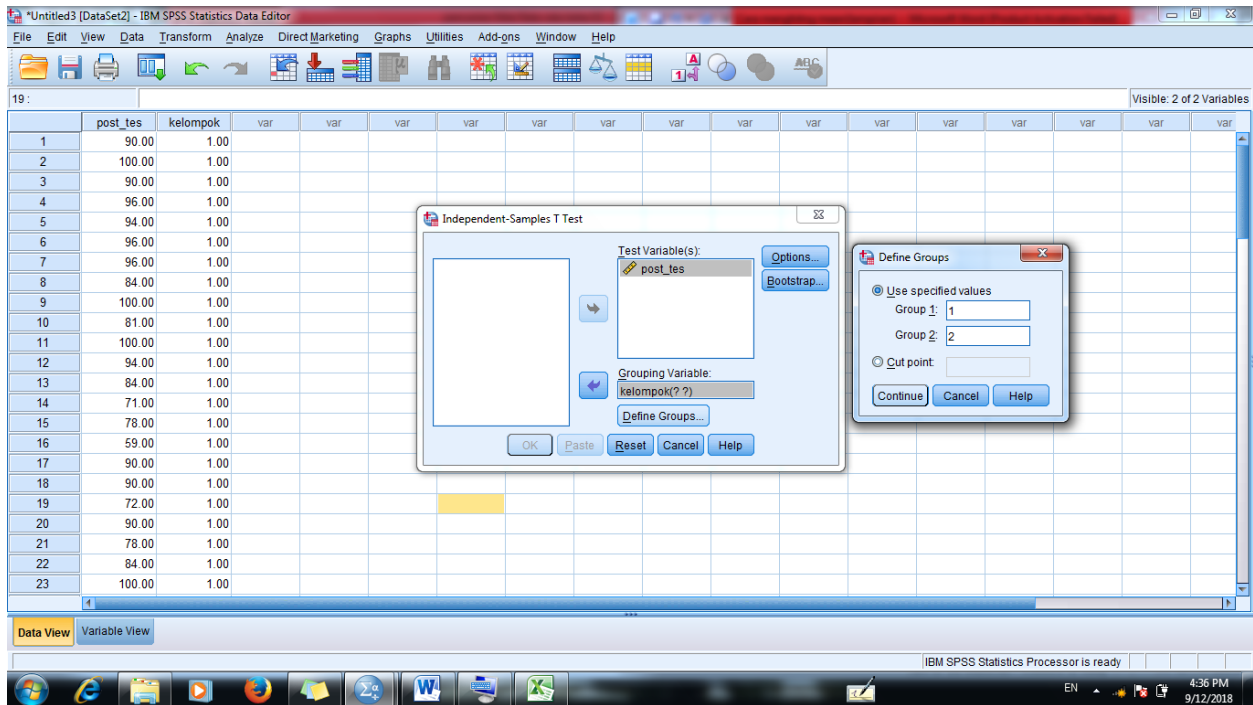 *Untitled3 [DataSet2] - IBM SPSS Statistics Data Editor
File Edit View Data Transform Analyze Direct Marketing Graphs Utilities Add-ons Window Help
19 :
Visible: 2 of 2 Variables
post_tes kelompok var var var var var var var var var var var var var var var
1 90.00 1.00
2 100.00 1.00
3 90.00 1.00
4 96.00 1.00
5 94.00 1.00
6 96.00 1.00
7 96.00 1.00
8 84.00 1.00
9 100.00 1.00
10 81.00 1.00
11 100.00 1.00
12 94.00 1.00
13 84.00 1.00
14 71.00 1.00
15 78.00 1.00
16 59.00 1.00
17 90.00 1.00
18 90.00 1.00
19 72.00 1.00
20 90.00 1.00
21 78.00 1.00
22 84.00 1.00
23 100.00 1.00
Independent-Samples T Test
Test Variable(s):
post_tes
Options...
Bootstrap...
Grouping Variable:
kelompok(? ?)
Define Groups...
OK Paste Reset Cancel Help
Define Groups
Use specified values
Group 1: 1
Group 2: 2
Cut point:
Continue Cancel Help
Data View Variable View
IBM SPSS Statistics Processor is ready
EN
4:36 PM
9/12/2018